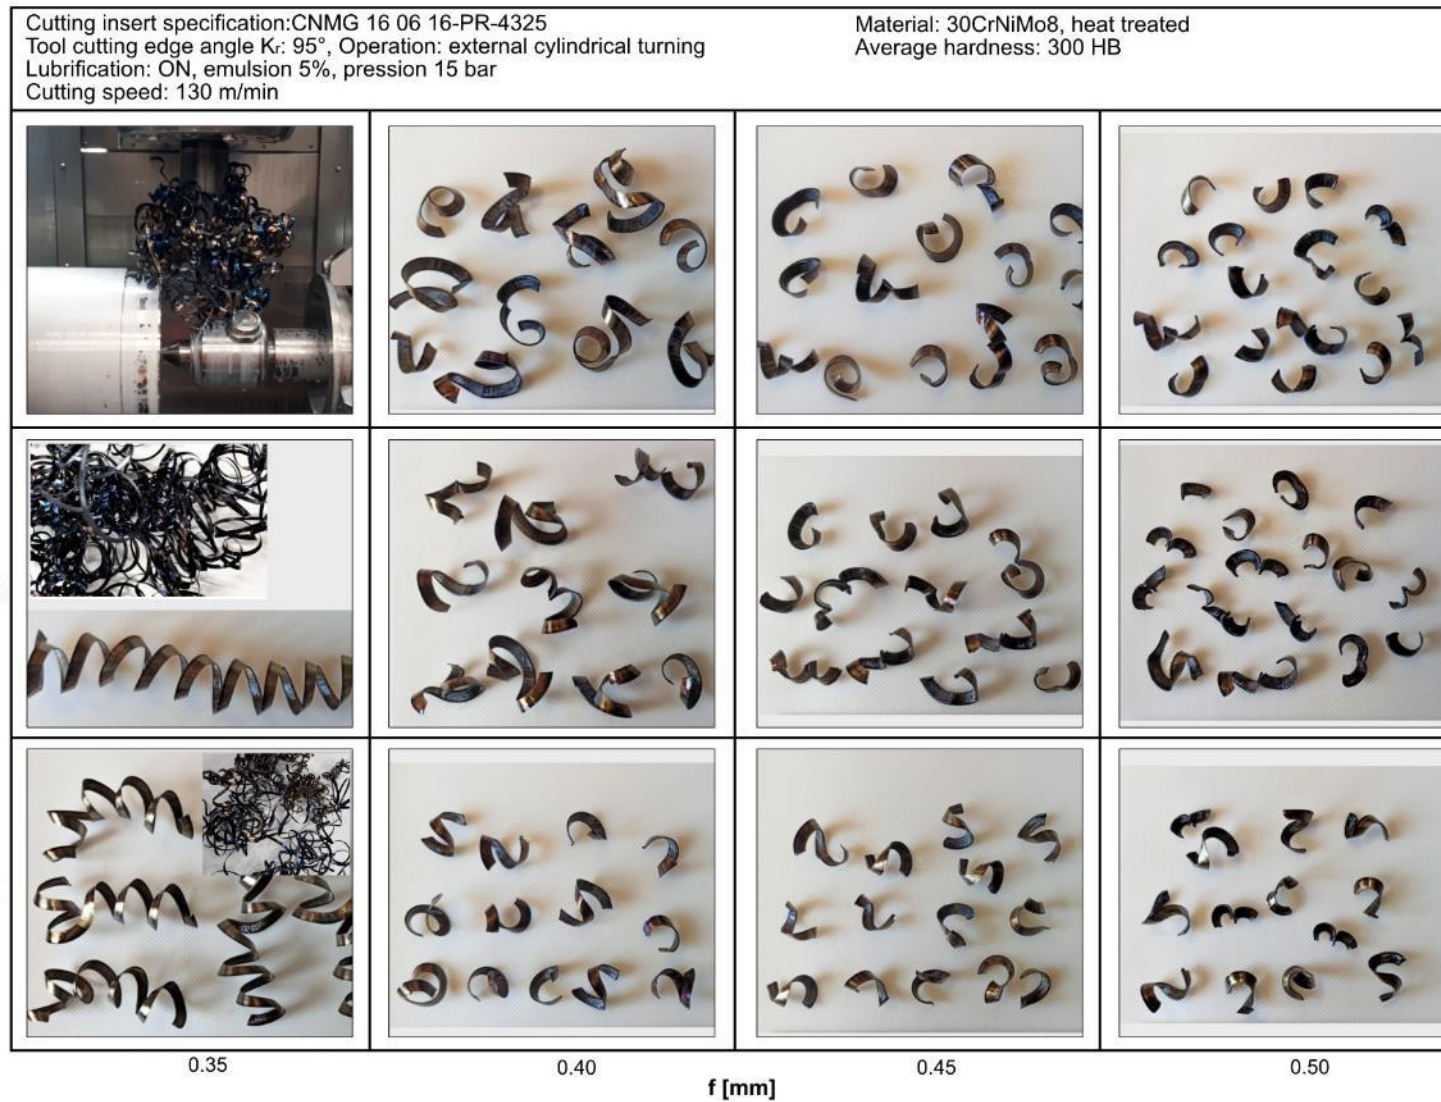 Cutting insert specification:CNMG 16 06 16-PR-4325
Tool cutting edge angle Kr: 95°, Operation: external cylindrical turning
Lubrification: ON, emulsion 5%, pression 15 bar
Cutting speed: 130 m/min
Material: 30CrNiMo8, heat treated
Average hardness: 300 HB
0.35
0.40
0.45
0.50
f [mm]